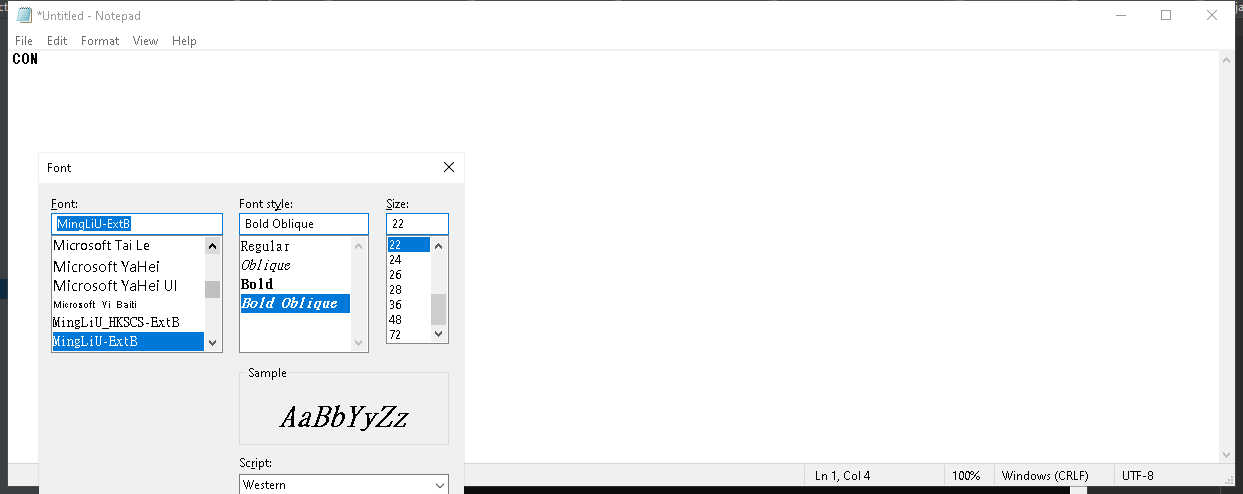 *Untitled - Notepad
File Edit Format View Help
CON
Font
Font: Font style: Size:
MingLiU-ExtB Bold Oblique 22
Microsoft Tai Le Regular 22
Microsoft YaHei Oblique 24
Microsoft YaHei UI Bold 26
Microsoft Yi Baiti Bold Oblique 28
MingLiU_HKSCS-ExtB 36
MingLiU-ExtB 48
72
Sample
AaBbYyZz
Script:
Western
Ln 1, Col 4 100% Windows (CRLF) UTF-8